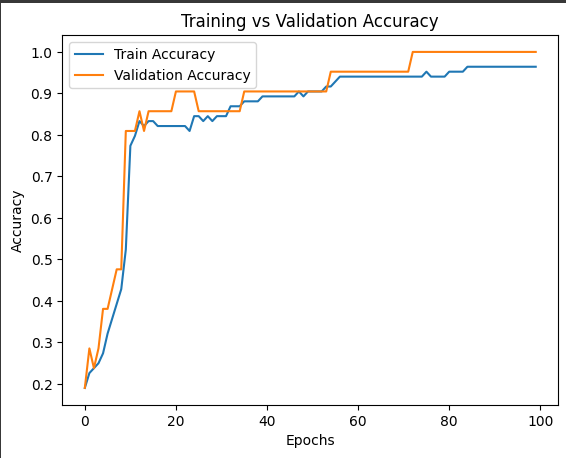 Training vs Validation Accuracy
Train Accuracy
Validation Accuracy
1.0
0.9
0.8
0.7
0.6
0.5
0.4
0.3
0.2
Accuracy
0 20 40 60 80 100
Epochs